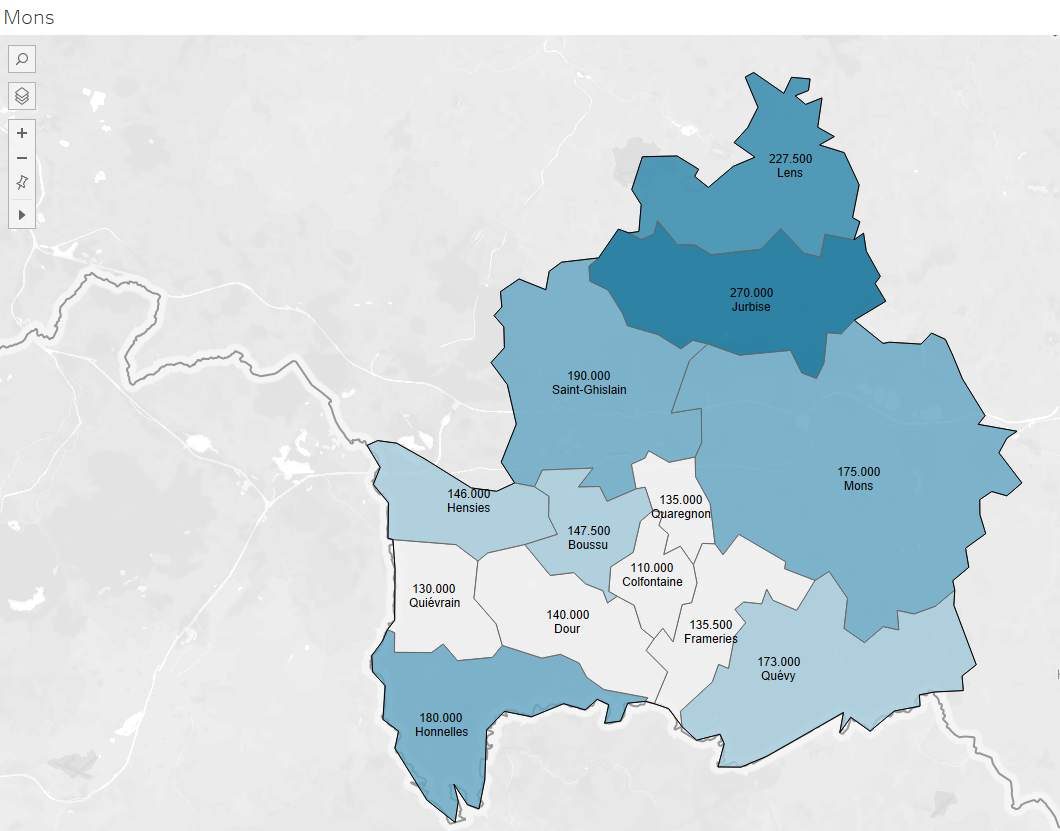 Mons
227.500
Lens
270.000
Jurbise
190.000
Saint-Ghislain
175.000
Mons
146.000
Hensies
135.000
Quaregnon
147.500
Boussu
110.000
Colfontaine
130.000
Quiévrain
140.000
Dour
135.500
Frameries
173.000
Quévy
180.000
Honnelles